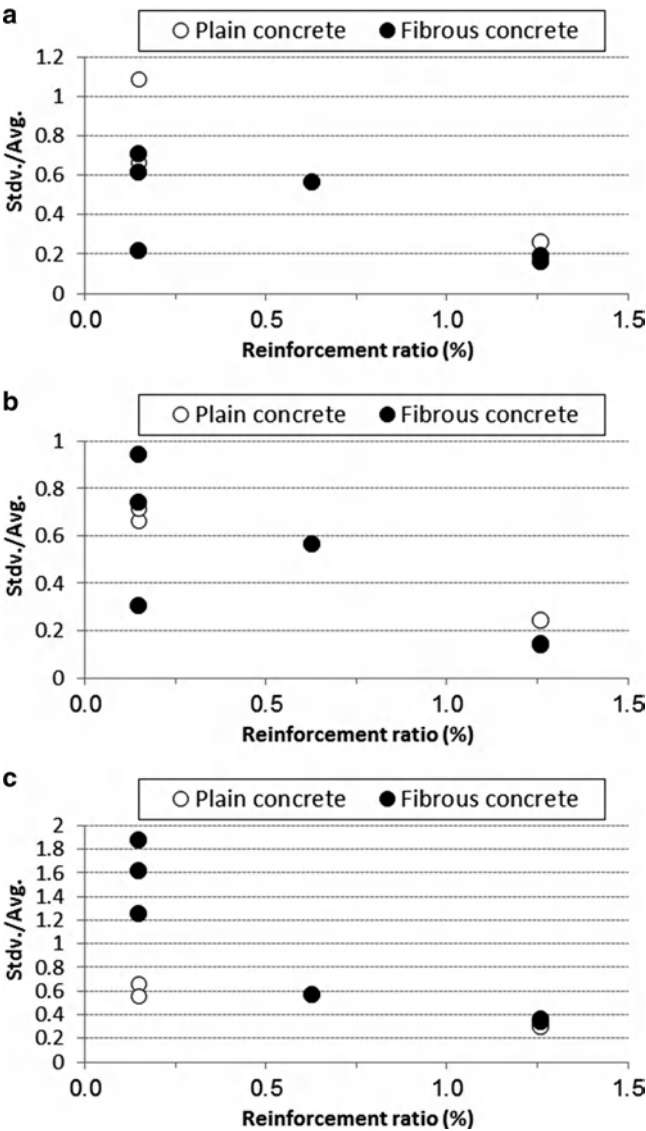 a
Plain concrete Fibrous concrete
1.2
1
0.8
0.6
0.4
0.2
0
Stdv./Avg.
0.0 0.5 1.0 1.5
Reinforcement ratio (%)
b
Plain concrete Fibrous concrete
1
0.8
0.6
0.4
0.2
0
Stdv./Avg.
0.0 0.5 1.0 1.5
Reinforcement ratio (%)
c
Plain concrete Fibrous concrete
2
1.8
1.6
1.4
1.2
1
0.8
0.6
0.4
0.2
0
Stdv./Avg.
0.0 0.5 1.0 1.5
Reinforcement ratio (%)